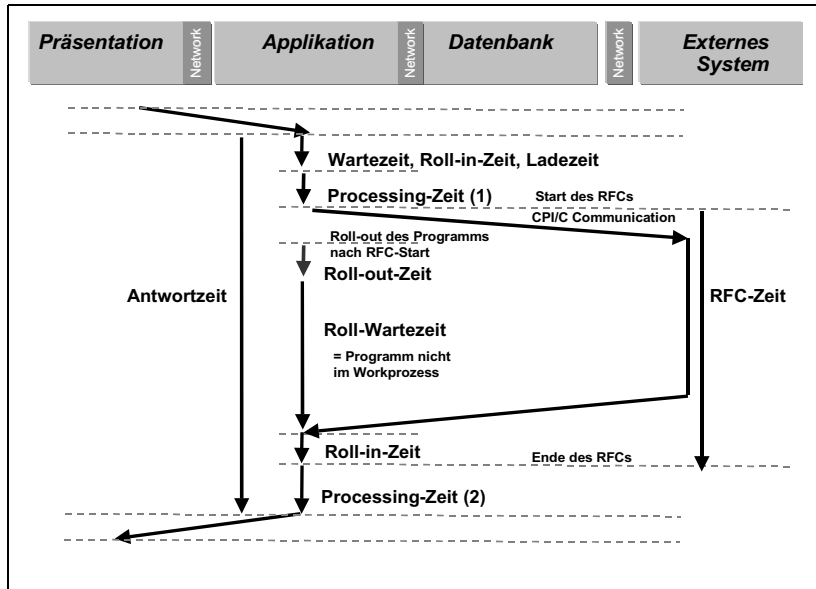 Präsentation
Network
Applikation
Network
Datenbank
Network
Externes
System
Wartezeit, Roll-in-Zeit, Ladezeit
Processing-Zeit (1)
Start des RFCs
CPI/C Communication
Roll-out des Programms
nach RFC-Start
Roll-out-Zeit
Antwortzeit
RFC-Zeit
Roll-Wartezeit
= Programm nicht
im Workprozess
Roll-in-Zeit
Ende des RFCs
Processing-Zeit (2)